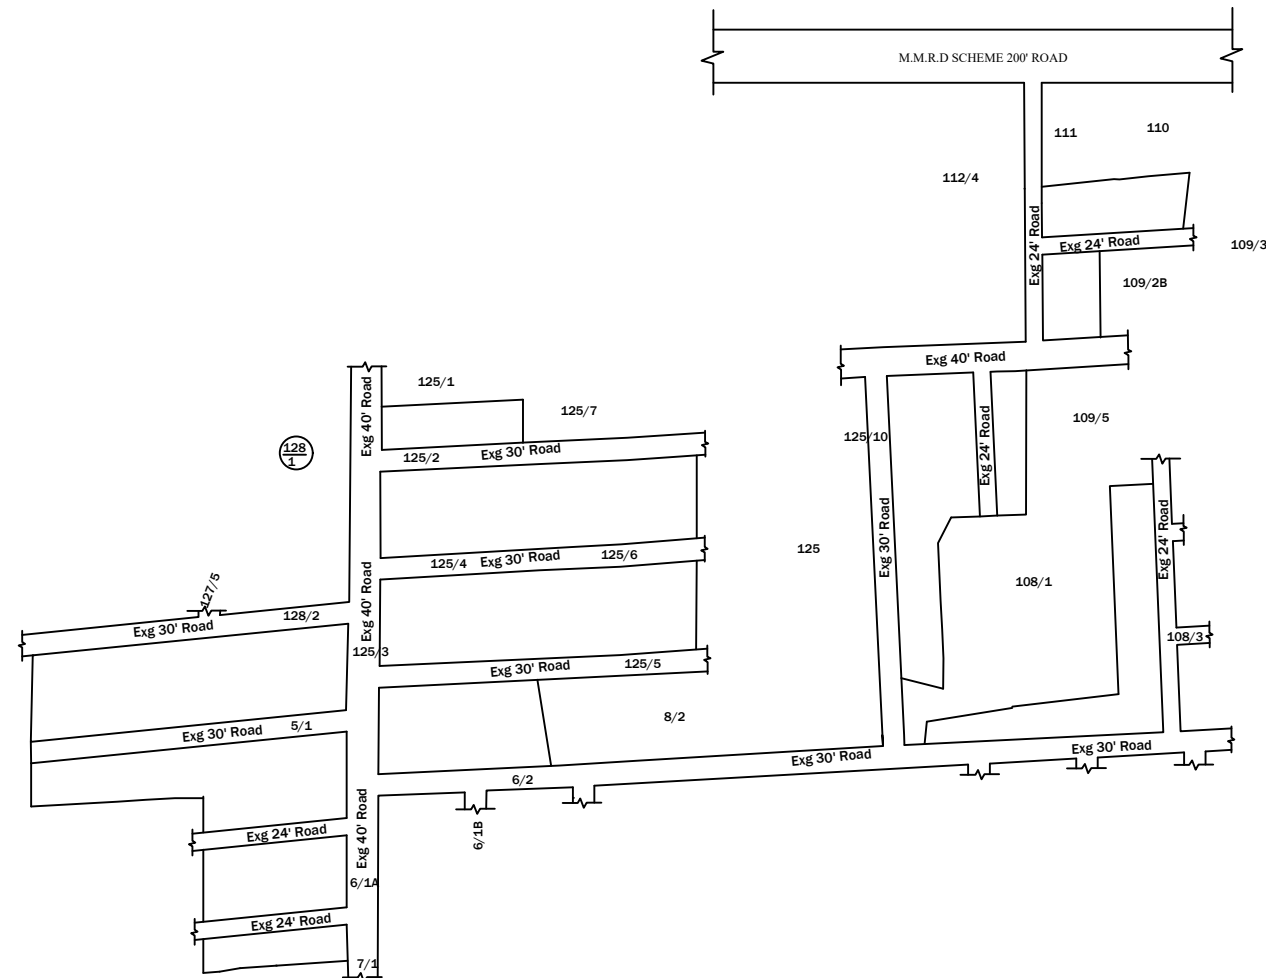 M.M.R.D SCHEME 200' ROAD
111
110
112/4
Exg 24' Road
Exg 24' Road
109/3
109/2B
Exg 40' Road
125/1
125/7
Exg 40' Road
125/2
Exg 30' Road
128
1
125/10
109/5
Exg 24' Road
Exg 30' Road
Exg 24' Road
125/4
Exg 30' Road
125/6
125
108/1
127/5
Exg 30' Road
128/2
Exg 40' Road
125/3
108/3
Exg 30' Road
125/5
Exg 30' Road
5/1
8/2
Exg 30' Road
Exg 30' Road
6/2
Exg 24' Road
Exg 40' Road
6/1B
6/1A
Exg 24' Road
7/1